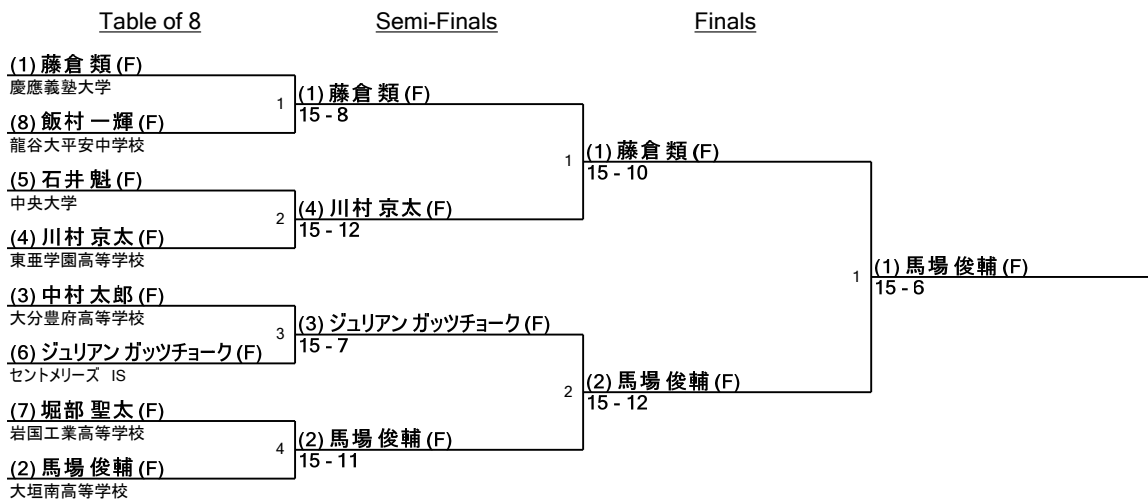 Table of 8
Semi-Finals
Finals
(1) 藤倉 類 (F)
慶應義塾大学
1
(1) 藤倉 類 (F)
15 - 8
(8) 飯村 一輝 (F)
龍谷大平安中学校
1
(1) 藤倉 類 (F)
15 - 10
(5) 石井 魁 (F)
中央大学
2
(4) 川村 京太 (F)
15 - 12
(4) 川村 京太 (F)
東亜学園高等学校
1
(1) 馬場 俊輔 (F)
15 - 6
(3) 中村 太郎 (F)
大分豊府高等学校
3
(3) ジュリアン ガッツチョーク (F)
15 - 7
(6) ジュリアン ガッツチョーク (F)
セントメリーズ IS
2
(2) 馬場 俊輔 (F)
15 - 12
(7) 堀部 聖太 (F)
岩国工業高等学校
4
(2) 馬場 俊輔 (F)
15 - 11
(2) 馬場 俊輔 (F)
大垣南高等学校